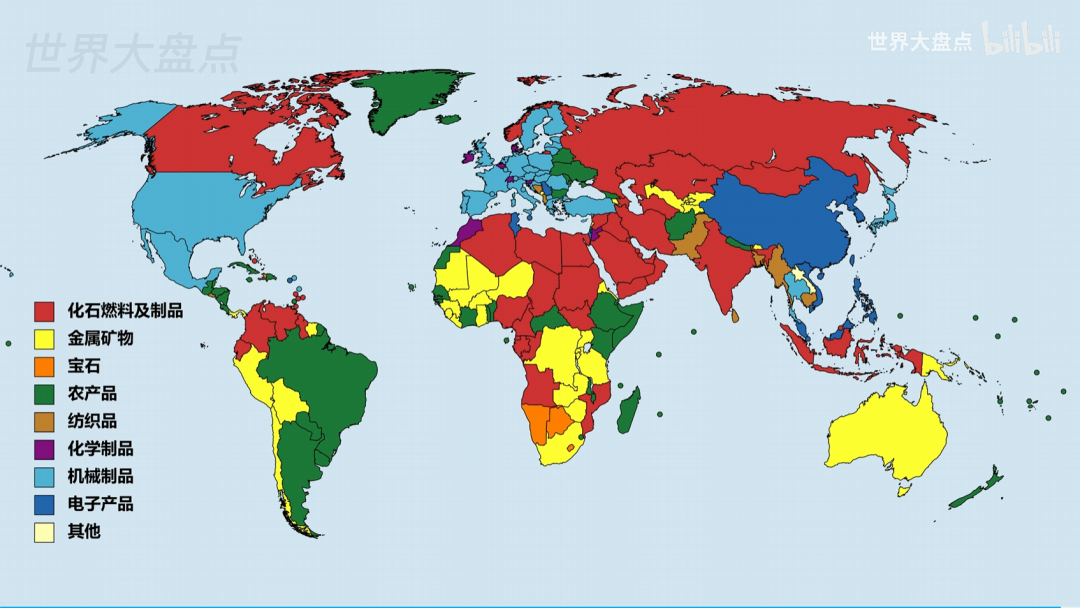 世界大盘点
世界大盘点 bilibili
化石燃料及制品
金属矿物
宝石
农产品
纺织品
化学制品
机械制品
电子产品
其他